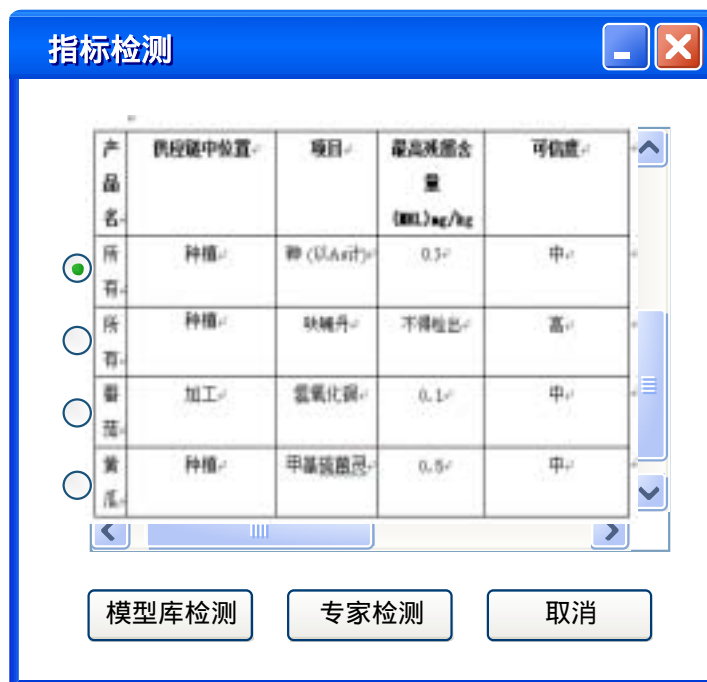 指标检测
产 供应链中位置 项目 最高残留含 可信度
品 量
名 (MRL)mg/kg
所 种植 砷(以As计) 0.5 中
有
所 种植 呋喃丹 不得检出 高
有
番 加工 氢氧化铜 0.1 中
茄
黄 种植 甲基硫菌灵 0.5 中
瓜
模型库检测 专家检测 取消